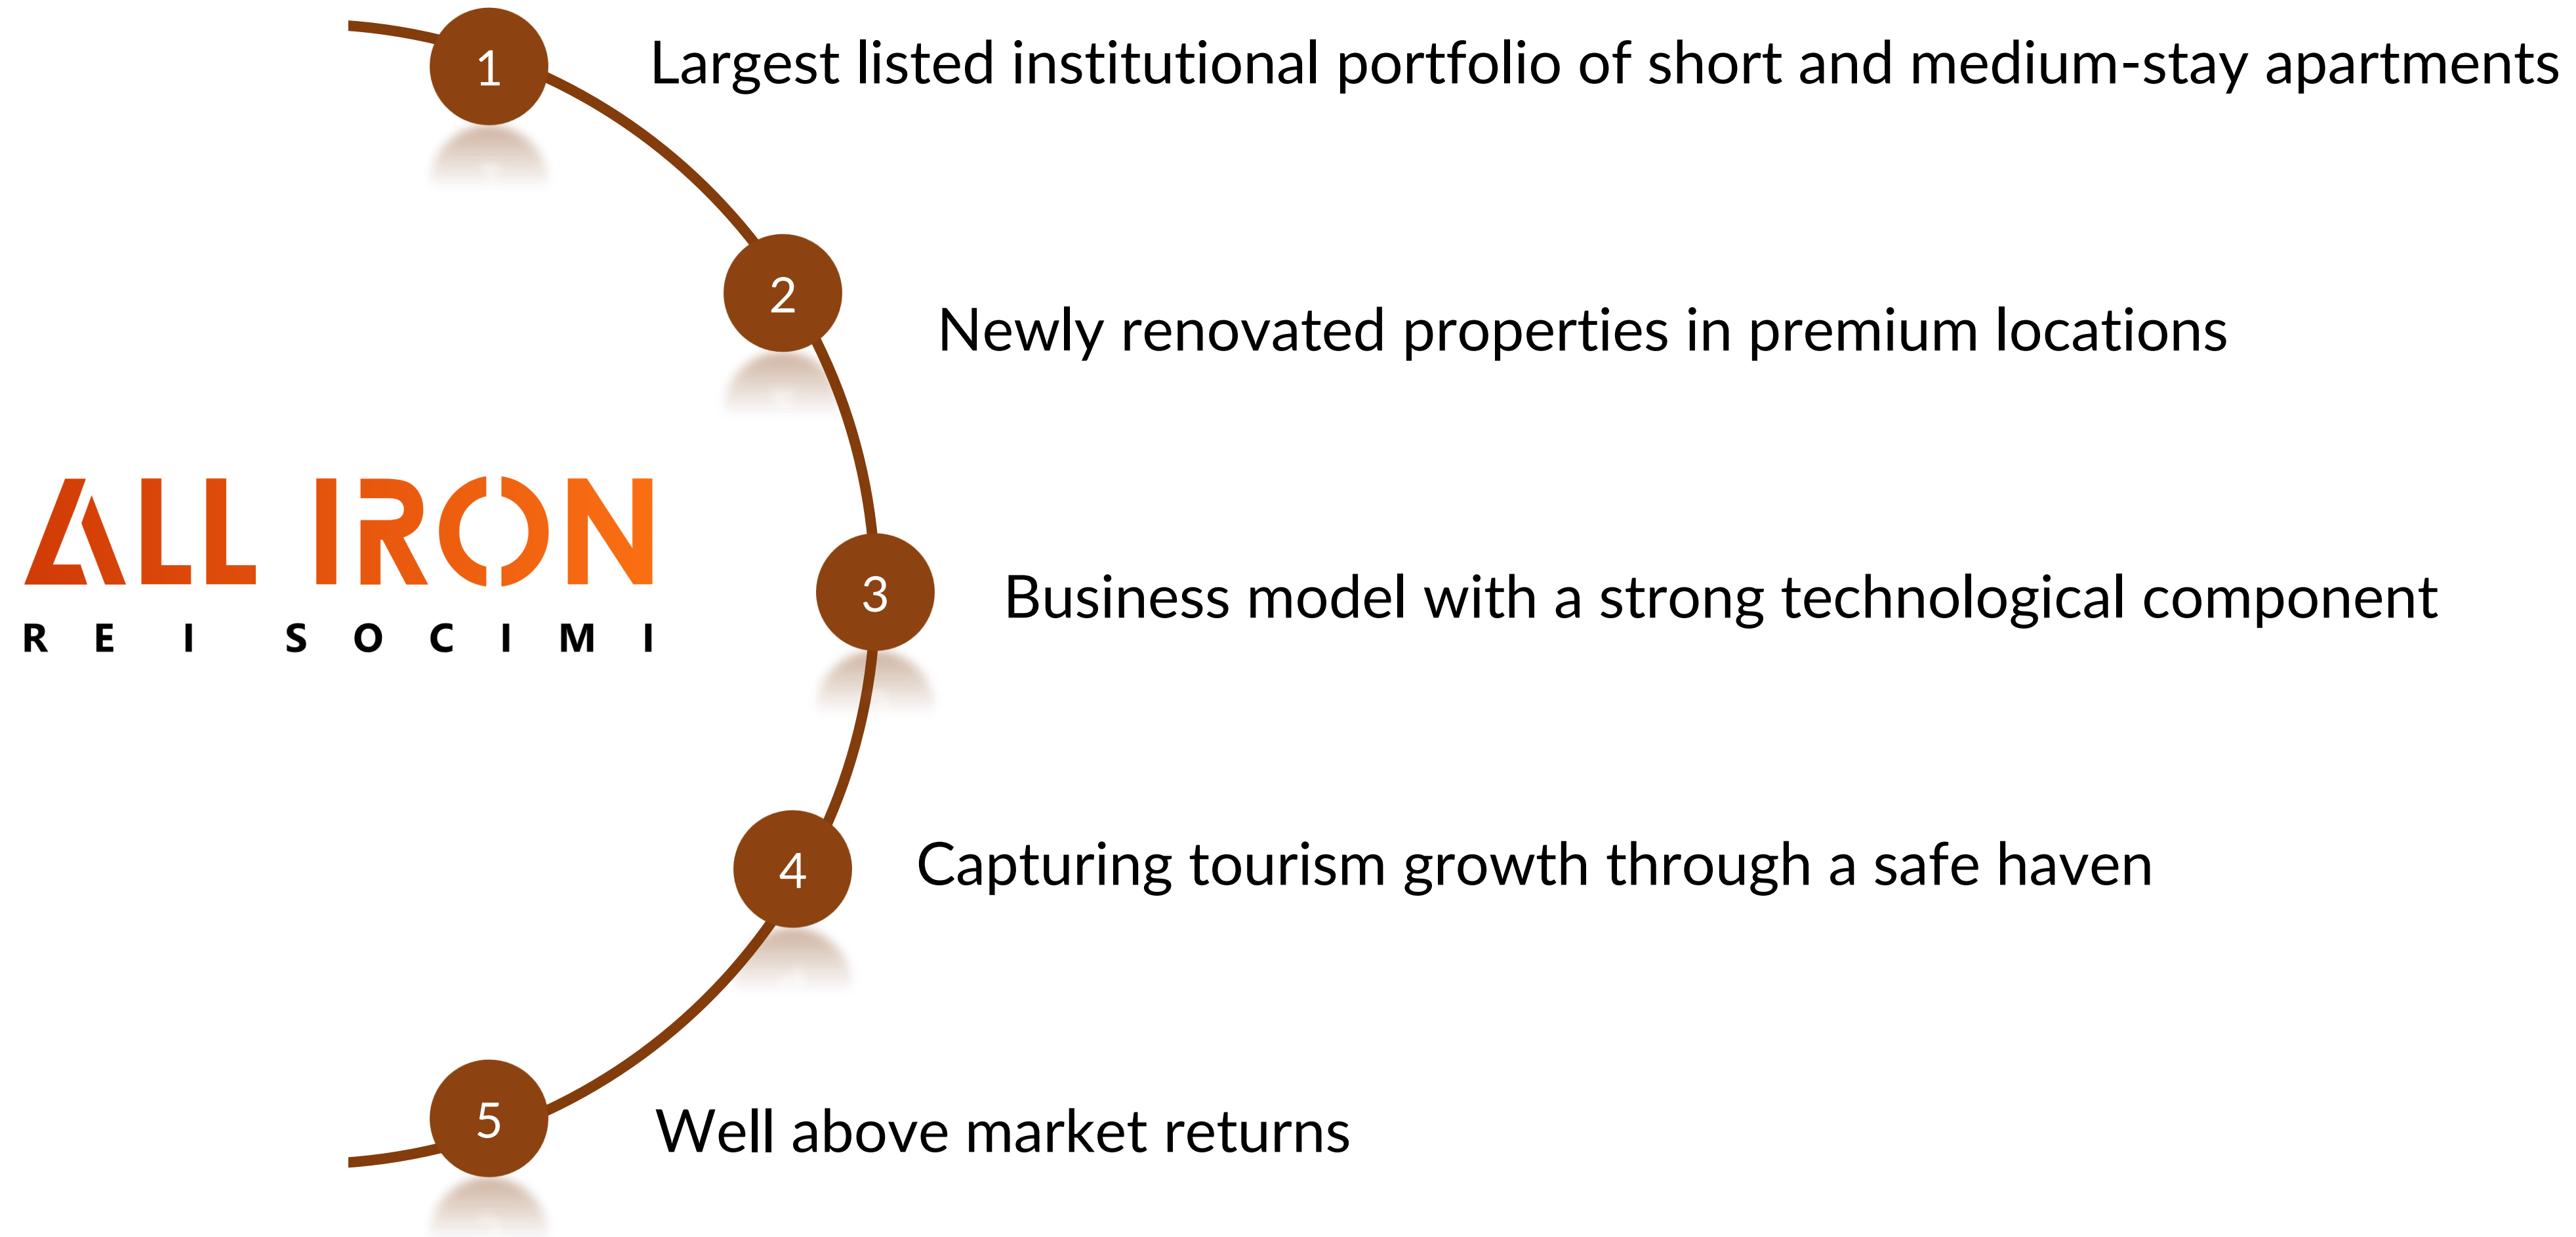 1 Largest listed institutional portfolio of short and medium-stay apartments
2 Newly renovated properties in premium locations
ALL IRON
REI SOCIMI
3 Business model with a strong technological component
4 Capturing tourism growth through a safe haven
5 Well above market returns